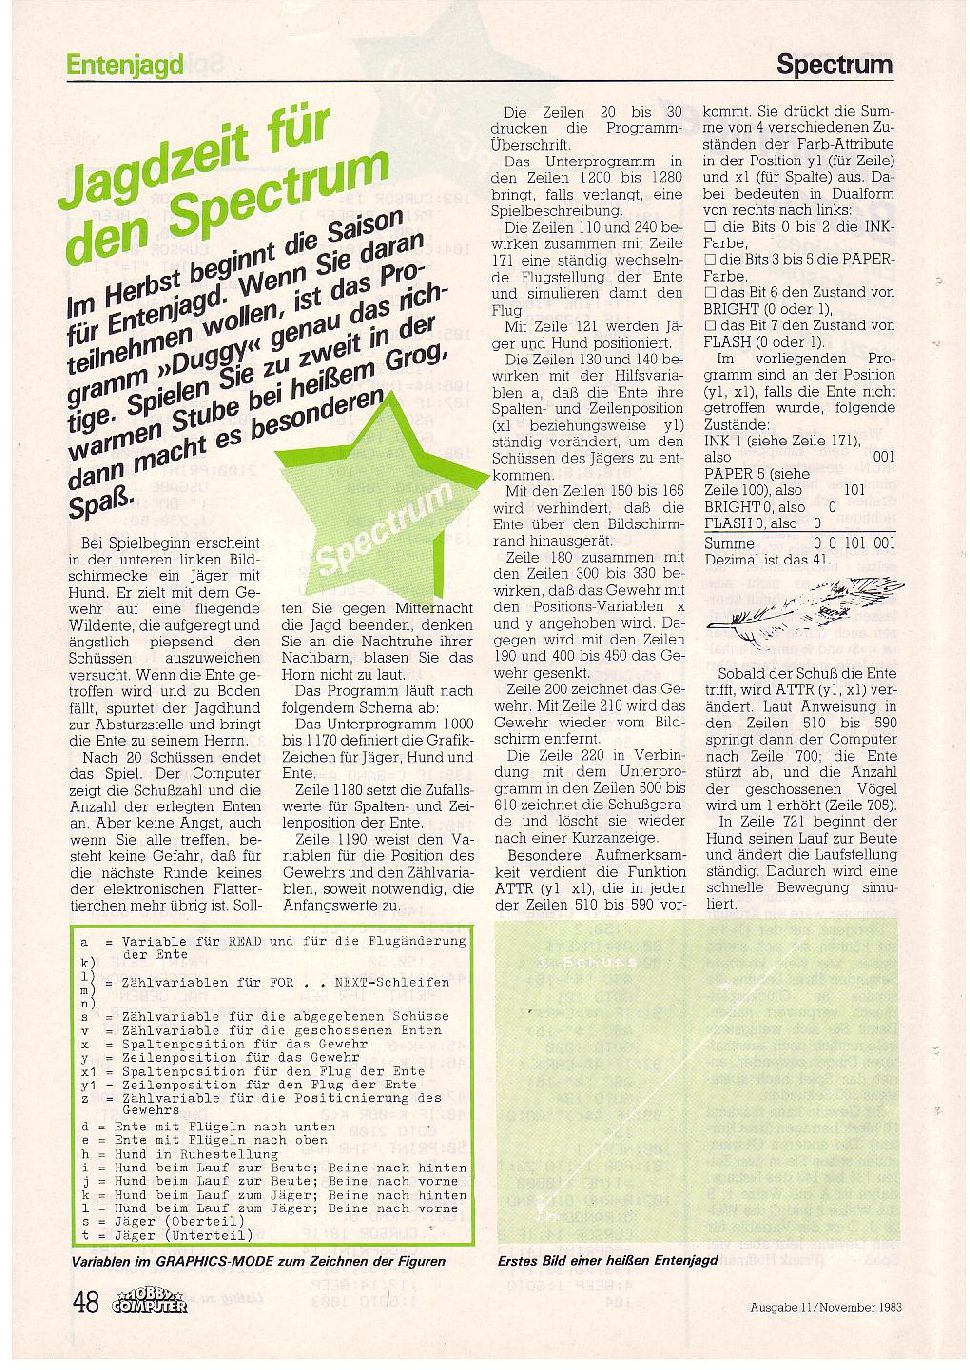 Entenjagd
Spectrum
Jagdzeit für
den Spectrum
Im Herbst beginnt die Saison
für Entenjagd. Wenn Sie daran
teilnehmen wollen, ist das Pro-
gramm »Duggy« genau das rich-
tige. Spielen Sie zu zweit in der
warmen Stube bei heißem Grog,
dann macht es besonderen
Spaß.
Spectrum
Bei Spielbeginn erscheint
in der unteren linken Bild-
schirmecke ein Jäger mit
Hund. Er zielt mit dem Ge-
wehr auf eine fliegende
Wildente, die aufgeregt und
ängstlich piepsend den
Schüssen auszuweichen
versucht. Wenn die Ente ge-
troffen wird und zu Boden
fällt, spurtet der Jagdhund
zur Absturzstelle und bringt
die Ente zu seinem Herrn.
Nach 20 Schüssen endet
das Spiel. Der Computer
zeigt die Schußzahl und die
Anzahl der erlegten Enten
an. Aber keine Angst, auch
wenn Sie alle treffen, be-
steht keine Gefahr, daß für
die nächste Runde keines
der elektronischen Flatter-
tierchen mehr übrig ist. Soll-
ten Sie gegen Mitternacht
die Jagd beenden, denken
Sie an die Nachtruhe ihrer
Nachbarn, blasen Sie das
Horn nicht zu laut.
Das Programm läuft nach
folgendem Schema ab:
Das Unterprogramm 1000
bis 1170 definiert die Grafik-
Zeichen für Jäger, Hund und
Ente.
Zeile 1180 setzt die Zufalls-
werte für Spalten- und Zei-
lenposition der Ente.
Zeile 1190 weist den Va-
riablen für die Position des
Gewehrs und den Zählvaria-
blen, soweit notwendig, die
Anfangswerte zu.
Die Zeilen 20 bis 30
drucken die Programm-
Überschrift.
Das Unterprogramm in
den Zeilen 1200 bis 1280
bringt, falls verlangt, eine
Spielbeschreibung.
Die Zeilen 110 und 240 be-
wirken zusammen mit Zeile
171 eine ständig wechseln-
de Flugstellung der Ente
und simulieren damit den
Flug
Mit Zeile 121 werden Jä-
ger und Hund positioniert.
Die Zeilen 130 und 140 be-
wirken mit der Hilfsvaria-
blen a, daß die Ente ihre
Spalten- und Zeilenposition
(x1 beziehungsweise y1)
ständig verändert, um den
Schüssen des Jägers zu ent-
kommen.
Mit den Zeilen 150 bis 165
wird verhindert, daß die
Ente über den Bildschirm-
rand hinausgerät.
Zeile 180 zusammen mit
den Zeilen 300 bis 330 be-
wirken, daß das Gewehr mit
den Positions-Variablen x
und y angehoben wird. Da-
gegen wird mit den Zeilen
190 und 400 bis 450 das Ge-
wehr gesenkt.
Zeile 200 zeichnet das Ge-
wehr. Mit Zeile 210 wird das
Gewehr wieder vom Bild-
schirm entfernt.
Die Zeile 220 in Verbin-
dung mit dem Unterpro-
gramm in den Zeilen 500 bis
610 zeichnet die Schußgera-
de und löscht sie wieder
nach einer Kurzanzeige.
Besondere Aufmerksam-
keit verdient die Funktion
ATTR (y1 x1), die in jeder
der Zeilen 510 bis 590 vor-
kommt. Sie drückt die Sum-
me von 4 verschiedenen Zu-
ständen der Farb-Attribute
in der Position y1 (für Zeile)
und x1 (für Spalte) aus. Da-
bei bedeuten in Dualform
von rechts nach links:
☐ die Bits 0 bis 2 die INK-
Farbe,
☐ die Bits 3 bis 5 die PAPER-
Farbe,
☐ das Bit 6 den Zustand von
BRIGHT (0 oder 1),
☐ das Bit 7 den Zustand von
FLASH (0 oder 1).
Im vorliegenden Pro-
gramm sind an der Position
(y1, x1), falls die Ente nicht
getroffen wurde, folgende
Zustände:
INK 1 (siehe Zeile 171),
also 001
PAPER 5 (siehe
Zeile 100), also 101
BRIGHT 0, also 0
FLASH 0, also 0
Summe 0 0 101 001
Dezimal ist das 41.
Sobald der Schuß die Ente
trifft, wird ATTR (y1, x1) ver-
ändert. Laut Anweisung in
den Zeilen 510 bis 590
springt dann der Computer
nach Zeile 700; die Ente
stürzt ab, und die Anzahl
der geschossenen Vögel
wird um 1 erhöht (Zeile 705).
In Zeile 721 beginnt der
Hund seinen Lauf zur Beute
und ändert die Laufstellung
ständig. Dadurch wird eine
schnelle Bewegung simu-
liert.
a = Variable für READ und für die Flugänderung
der Ente
k)
l)
m) = Zählvariablen für FOR . . NEXT-Schleifen
n)
s = Zählvariable für die abgegebenen Schüsse
v = Zählvariable für die geschossenen Enten
x = Spaltenposition für das Gewehr
y = Zeilenposition für das Gewehr
x1 = Spaltenposition für den Flug der Ente
y1 - Zeilenposition für den Flug der Ente
z = Zählvariable für die Positionierung des
Gewehrs
d = Ente mit Flügeln nach unten
e = Ente mit Flügeln nach oben
h = Hund in Ruhestellung
i = Hund beim Lauf zur Beute; Beine nach hinten
j = Hund beim Lauf zur Beute; Beine nach vorne
k = Hund beim Lauf zum Jäger; Beine nach hinten
l - Hund beim Lauf zum Jäger; Beine nach vorne
s = Jäger (Oberteil)
t = Jäger (Unterteil)
1 Schuss
Variablen im GRAPHICS-MODE zum Zeichnen der Figuren
Erstes Bild einer heißen Entenjagd
48 HOBBY COMPUTER
Ausgabe 11/November 1983